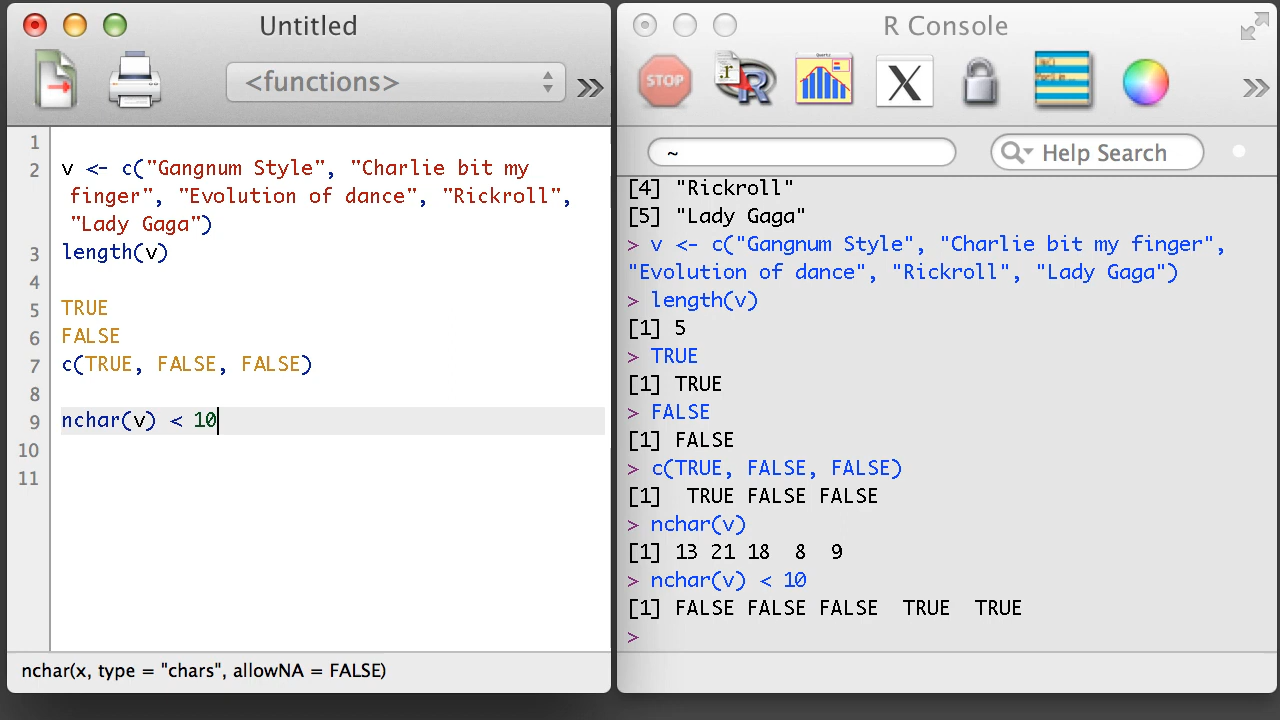 Untitled
<functions>
1
2 v <- c("Gangnum Style", "Charlie bit my
finger", "Evolution of dance", "Rickroll",
"Lady Gaga")
3 length(v)
4
5 TRUE
6 FALSE
7 c(TRUE, FALSE, FALSE)
8
9 nchar(v) < 10
10
11
nchar(x, type = "chars", allowNA = FALSE)
R Console
STOP
R
X
~
Help Search
[4] "Rickroll"
[5] "Lady Gaga"
> v <- c("Gangnum Style", "Charlie bit my finger",
"Evolution of dance", "Rickroll", "Lady Gaga")
> length(v)
[1] 5
> TRUE
[1] TRUE
> FALSE
[1] FALSE
> c(TRUE, FALSE, FALSE)
[1]  TRUE FALSE FALSE
> nchar(v)
[1] 13 21 18  8  9
> nchar(v) < 10
[1] FALSE FALSE FALSE  TRUE  TRUE
>